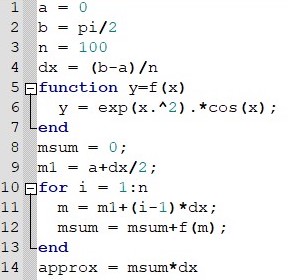 1 a = 0
2 b = pi/2
3 n = 100
4 dx = (b-a)/n
5 function y=f(x)
6 y = exp(x.^2).*cos(x);
7 end
8 msum = 0;
9 m1 = a+dx/2;
10 for i = 1:n
11 m = m1+(i-1)*dx;
12 msum = msum+f(m);
13 end
14 approx = msum*dx